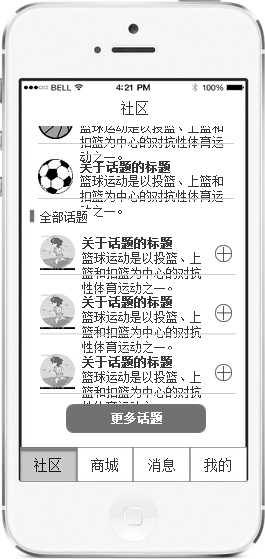 BELL 4:21 PM 100%
社区
篮球运动是以投篮、上篮和
扣篮为中心的对抗性体育运
动之一。
关于话题的标题
篮球运动是以投篮、上篮和
扣篮为中心的对抗性体育运
动之一。
全部话题
关于话题的标题
篮球运动是以投篮、上
篮和扣篮为中心的对抗
性体育运动之一。
关于话题的标题
篮球运动是以投篮、上
篮和扣篮为中心的对抗
性体育运动之一。
关于话题的标题
篮球运动是以投篮、上
篮和扣篮为中心的对抗
性体育运动之一。
更多话题
社区 商城 消息 我的